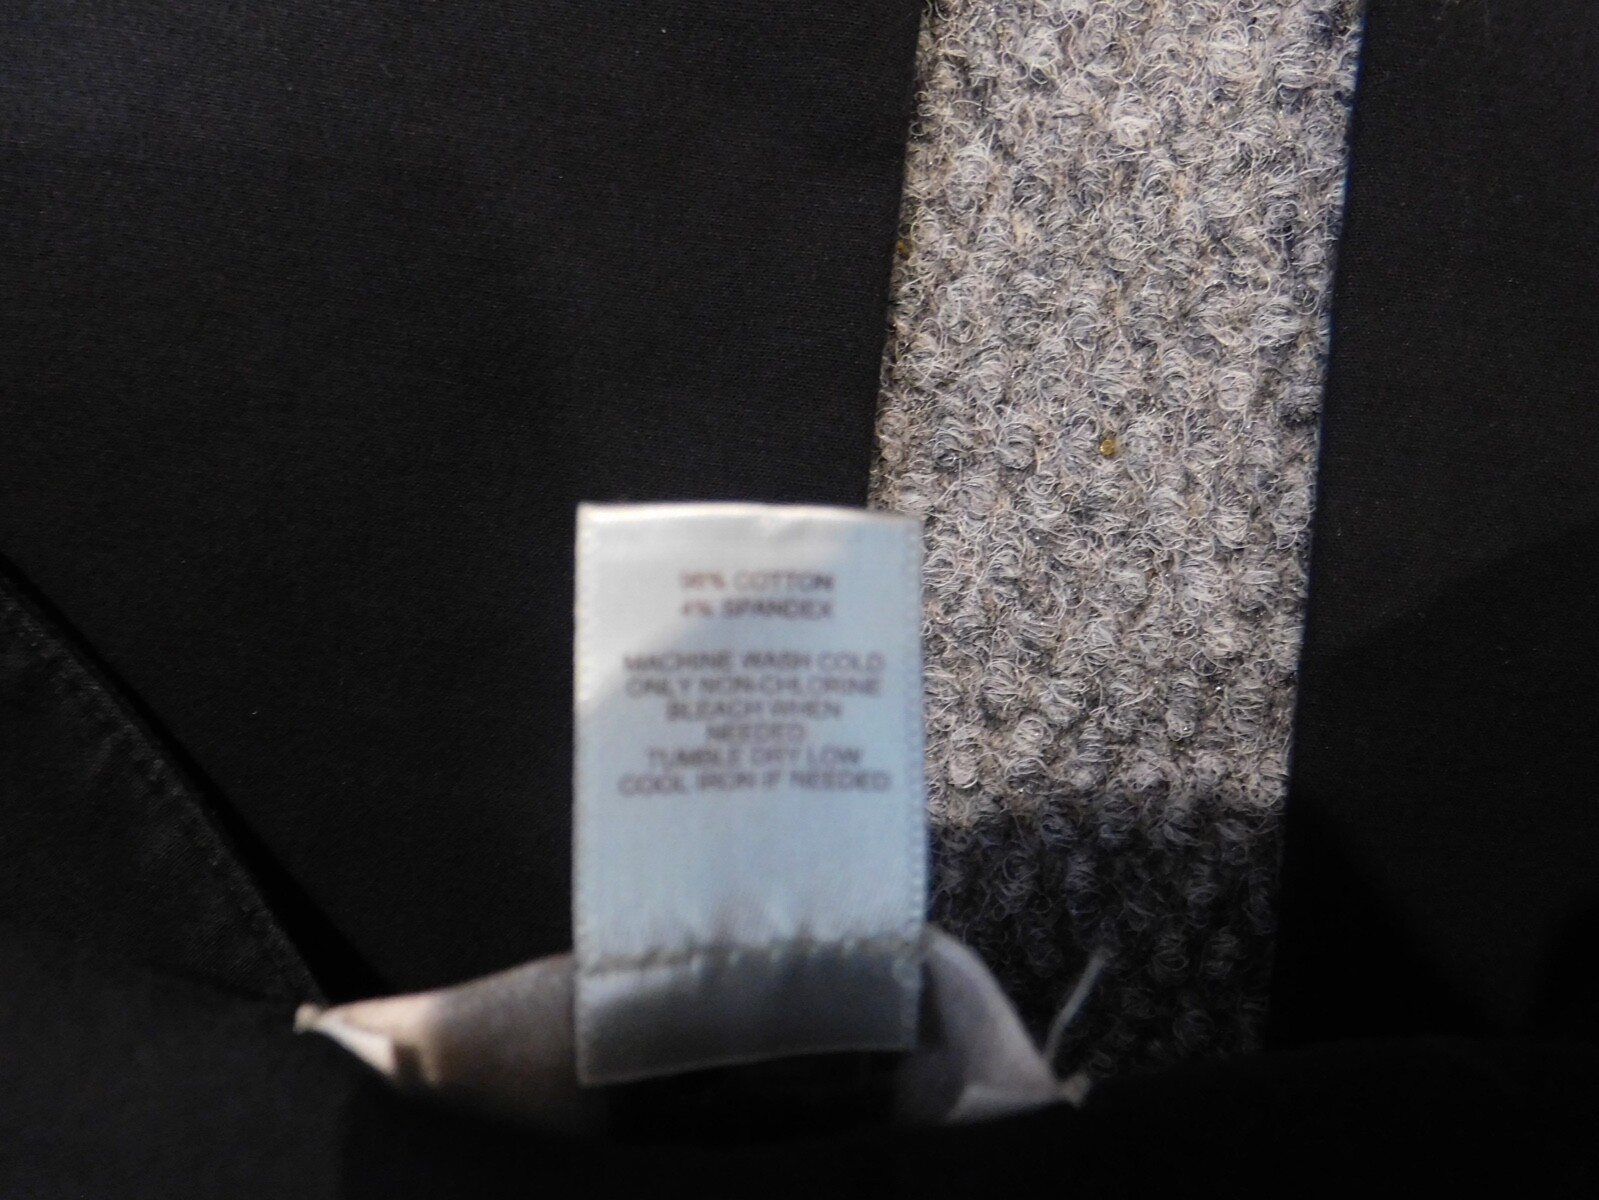 96% COTTON
4% SPANDEX
MACHINE WASH COLD
ONLY NON-CHLORINE
BLEACH WHEN
NEEDED
TUMBLE DRY LOW
COOL IRON IF NEEDED